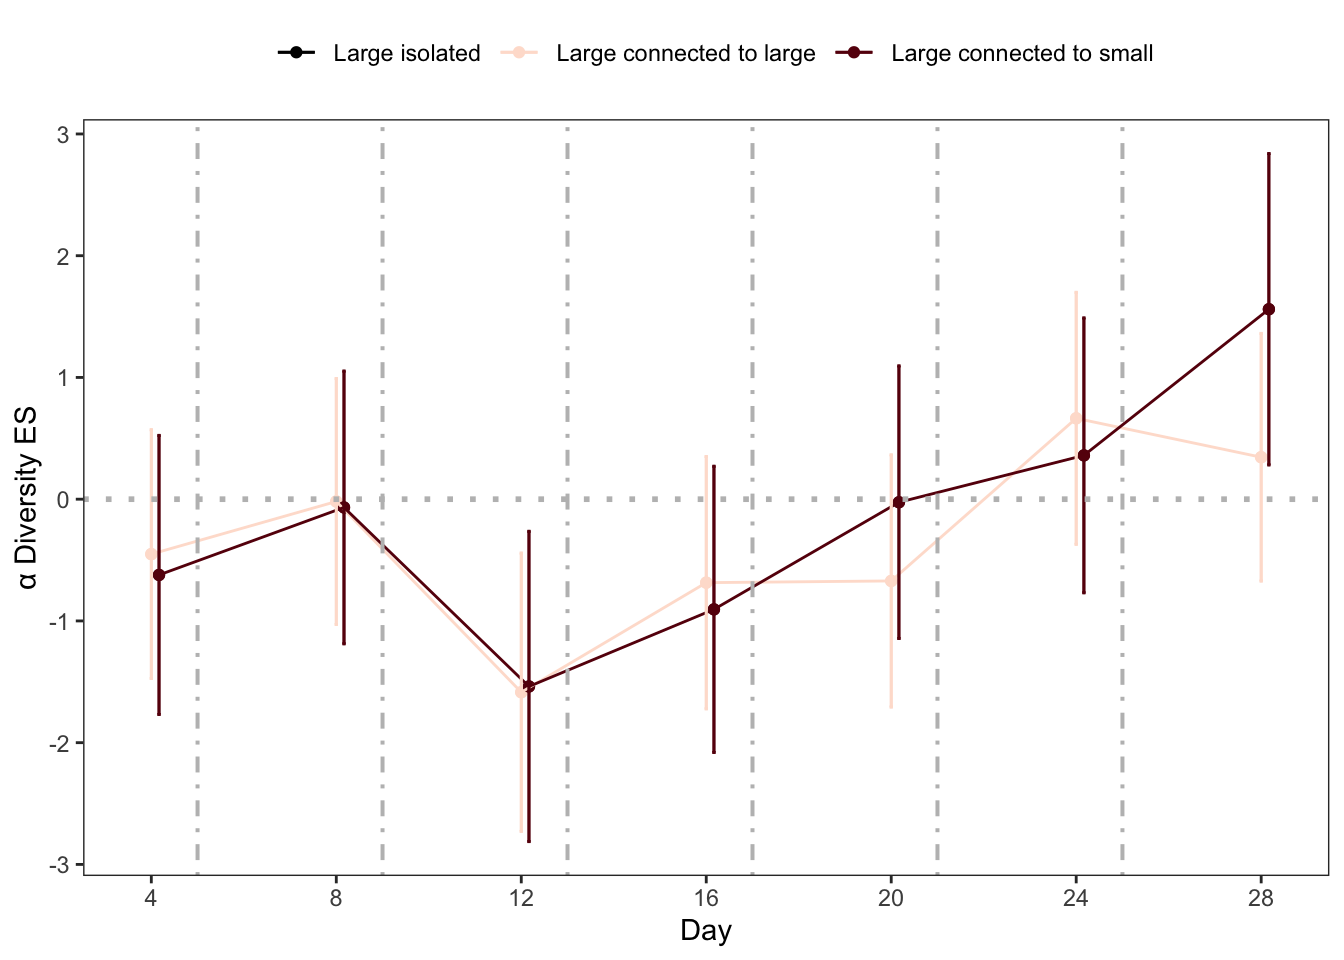 Large isolated Large connected to large Large connected to small
3
2
1
0
-1
-2
-3
α Diversity ES
4 8 12 16 20 24 28
Day